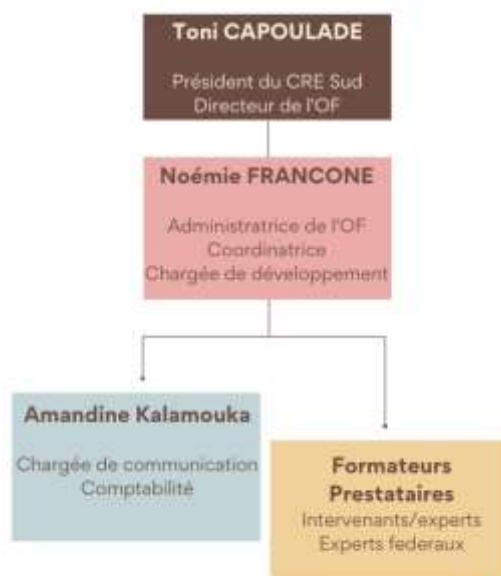 Toni CAPOULADE
Président du CRE Sud
Directeur de l'OF
Noémie FRANCONE
Administratrice de l'OF
Coordinatrice
Chargée de développement
Amandine Kalamouka
Chargée de communication
Comptabilité
Formateurs
Prestataires
Intervenants/experts
Experts federaux